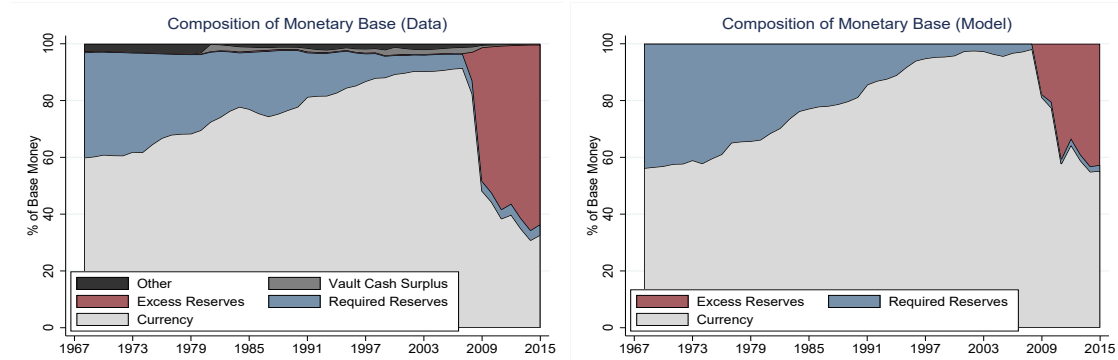 Composition of Monetary Base (Data)
% of Base Money
100
80
60
40
20
0
Other
Vault Cash Surplus
Excess Reserves
Required Reserves
Currency
1967 1973 1979 1985 1991 1997 2003 2009 2015
Composition of Monetary Base (Model)
% of Base Money
100
80
60
40
20
0
Excess Reserves
Required Reserves
Currency
1967 1973 1979 1985 1991 1997 2003 2009 2015